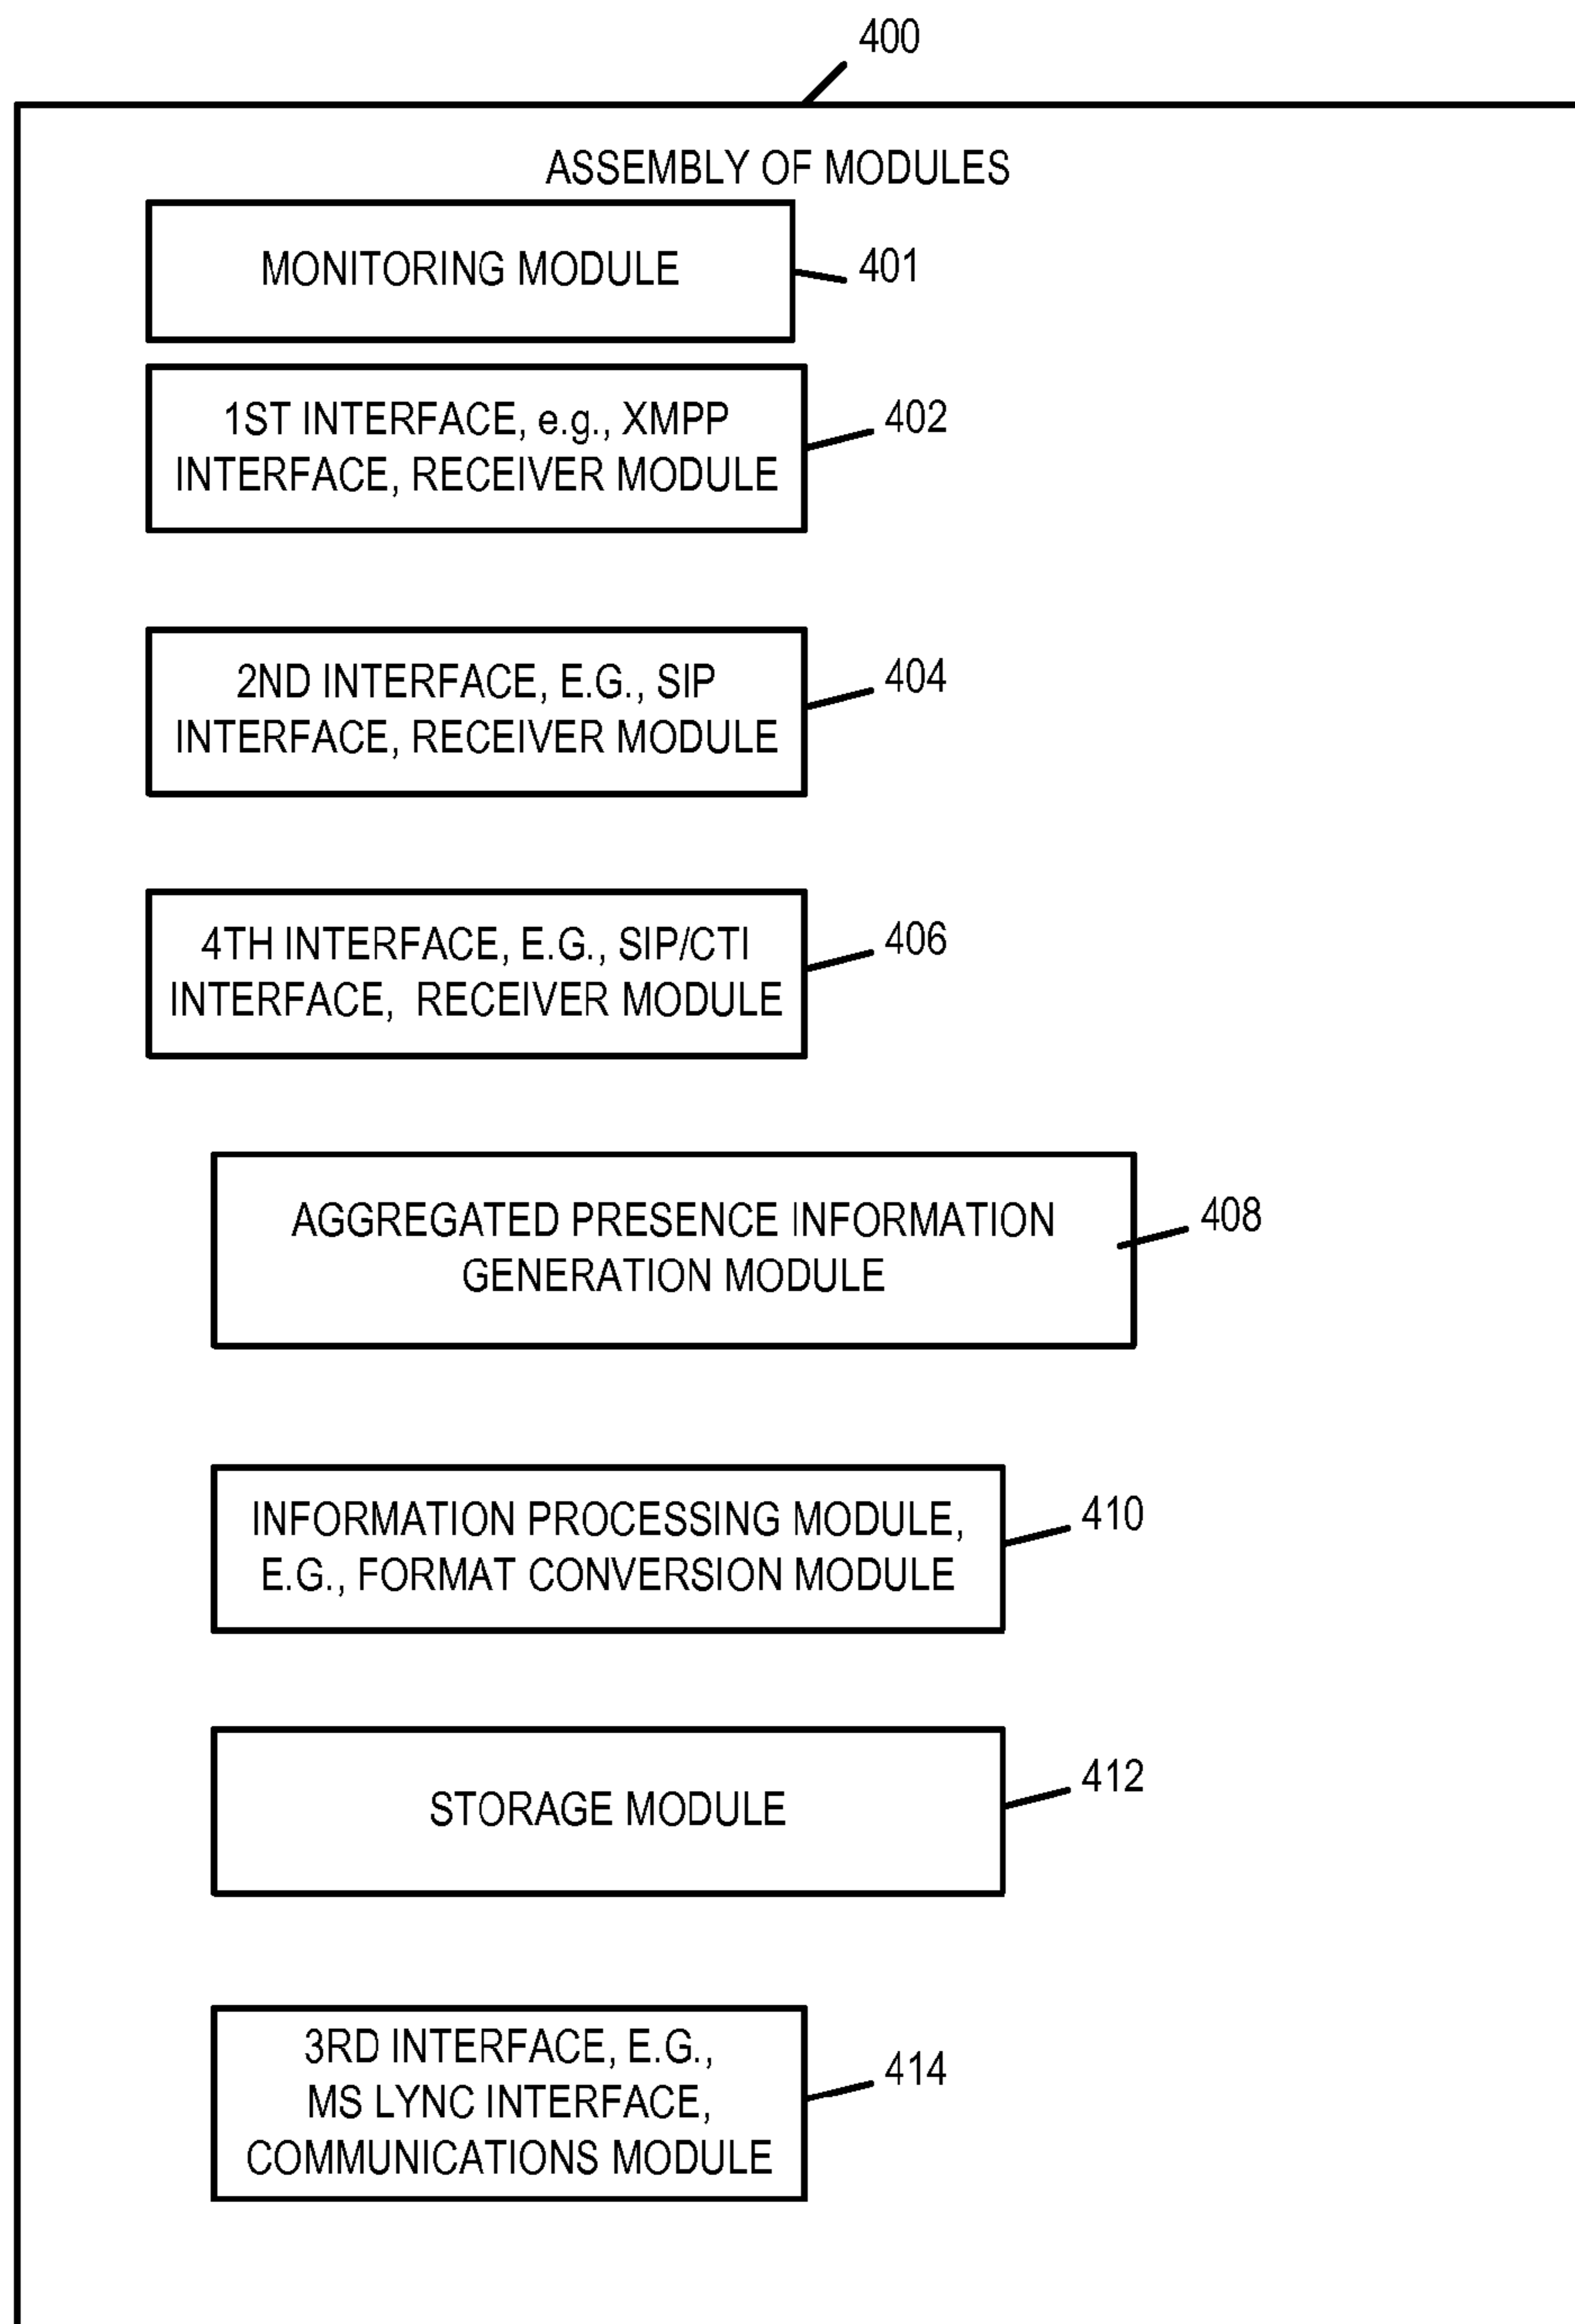 400
ASSEMBLY OF MODULES
MONITORING MODULE
401
1ST INTERFACE, e.g., XMPP
INTERFACE, RECEIVER MODULE
402
2ND INTERFACE, E.G., SIP
INTERFACE, RECEIVER MODULE
404
4TH INTERFACE, E.G., SIP/CTI
INTERFACE, RECEIVER MODULE
406
AGGREGATED PRESENCE INFORMATION
GENERATION MODULE
408
INFORMATION PROCESSING MODULE,
E.G., FORMAT CONVERSION MODULE
410
STORAGE MODULE
412
3RD INTERFACE, E.G.,
MS LYNC INTERFACE,
COMMUNICATIONS MODULE
414